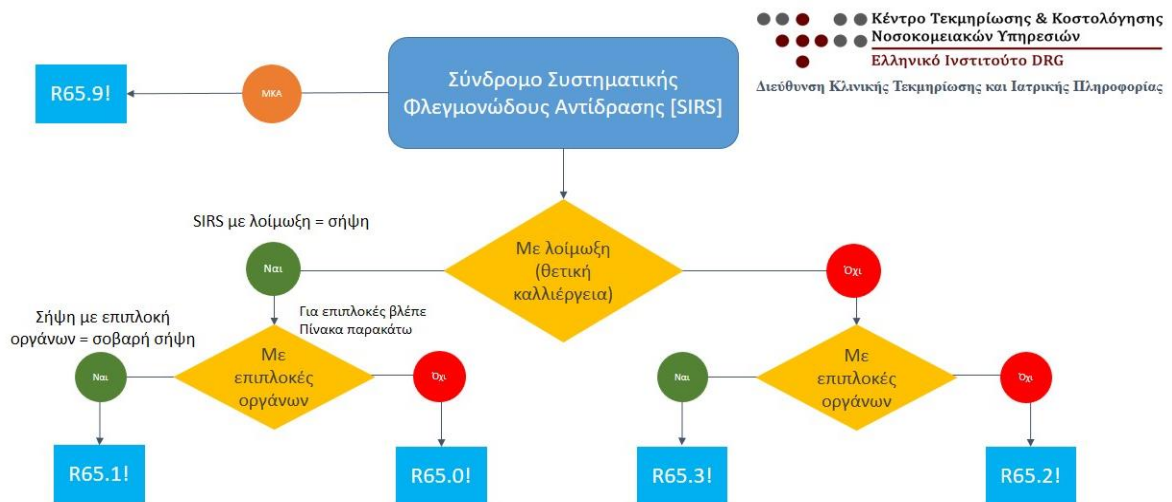 Κέντρο Τεκμηρίωσης & Κοστολόγησης
Νοσοκομειακών Υπηρεσιών
Ελληνικό Ινστιτούτο DRG
Διεύθυνση Κλινικής Τεκμηρίωσης και Ιατρικής Πληροφορίας
Σύνδρομο Συστηματικής
Φλεγμονώδους Αντίδρασης [SIRS]
ΜΚΑ
R65.9!
SIRS με λοίμωξη = σήψη
Με λοίμωξη
(θετική
καλλιέργεια)
Ναι
Όχι
Για επιπλοκές βλέπε
Πίνακα παρακάτω
Σήψη με επιπλοκή
οργάνων = σοβαρή σήψη
Με
επιπλοκές
οργάνων
Ναι
Όχι
Με
επιπλοκές
οργάνων
Ναι
Όχι
R65.1!
R65.0!
R65.3!
R65.2!